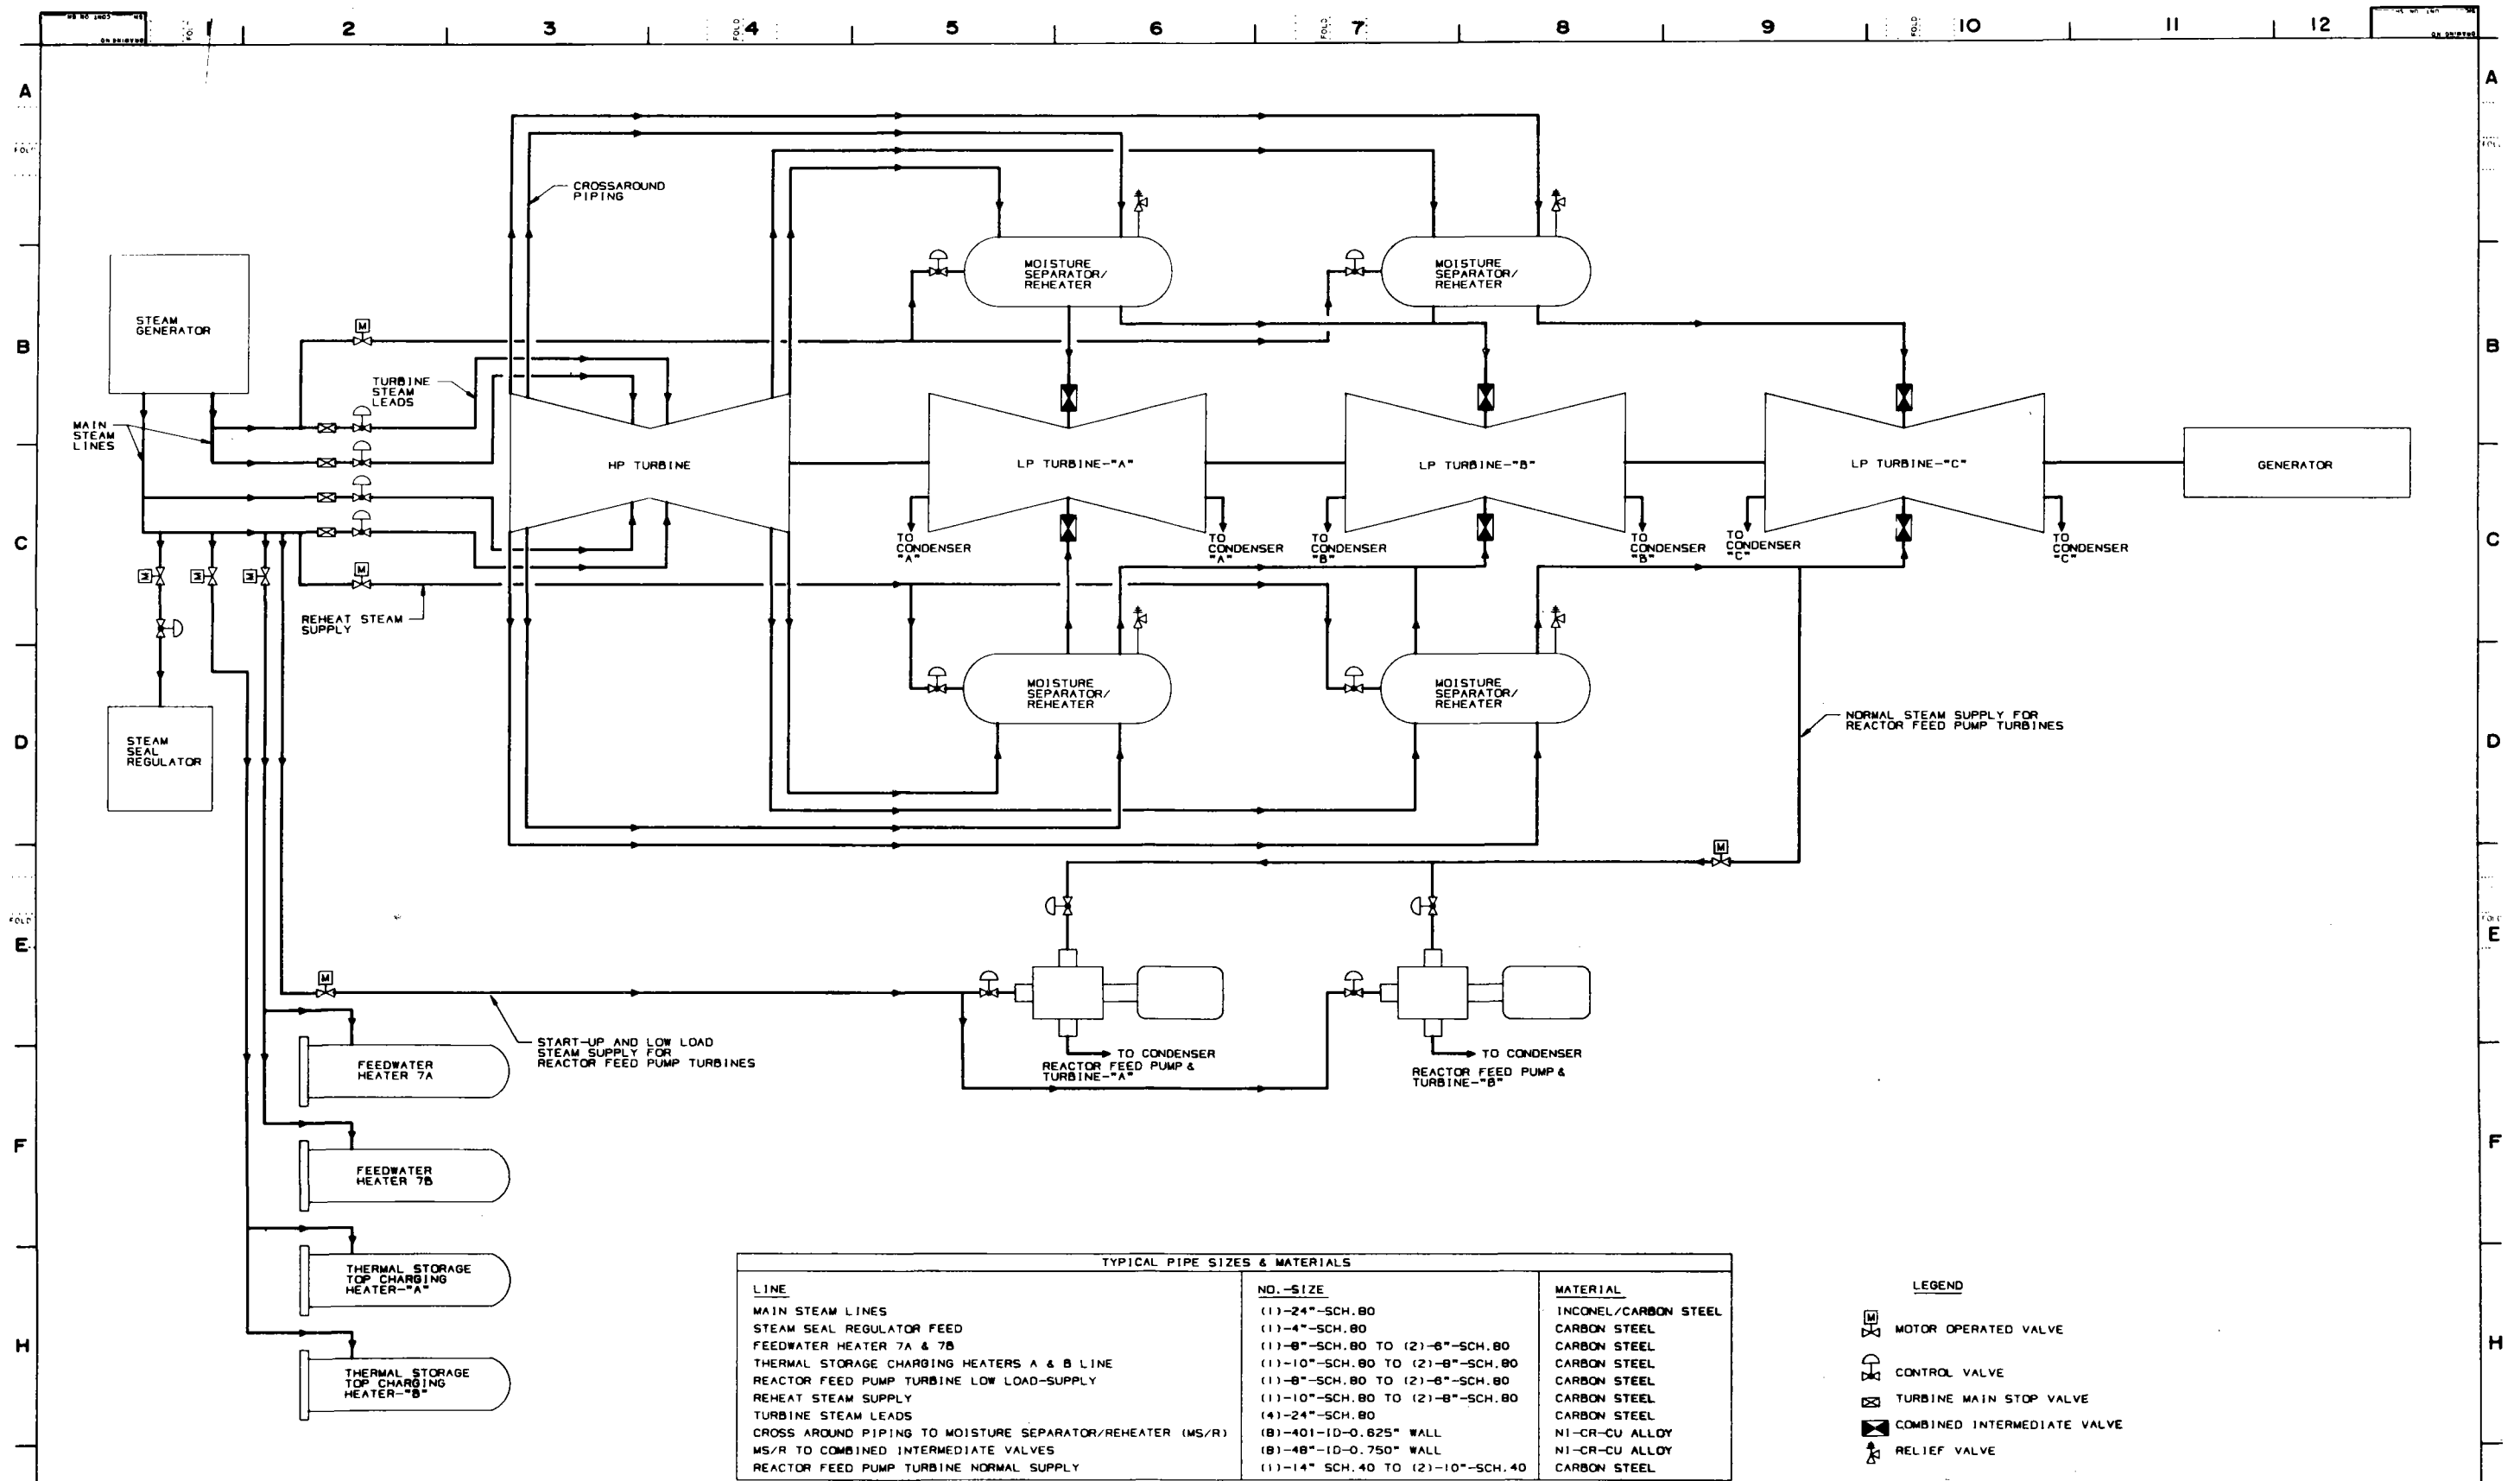 1 2 3 4 5 6 7 8 9 10 11 12
FOLD FOLD FOLD FOLD
DRAWING NO
A
A
CROSSAROUND
PIPING
MOISTURE
SEPARATOR/
REHEATER
MOISTURE
SEPARATOR/
REHEATER
STEAM
GENERATOR
M
B
B
TURBINE
STEAM
LEADS
MAIN
STEAM
LINES
HP TURBINE
LP TURBINE-"A"
LP TURBINE-"B"
LP TURBINE-"C"
GENERATOR
C
C
TO
CONDENSER
"A"
TO
CONDENSER
"A"
TO
CONDENSER
"B"
TO
CONDENSER
"B"
TO
CONDENSER
"C"
TO
CONDENSER
"C"
M
M
M
M
REHEAT STEAM
SUPPLY
MOISTURE
SEPARATOR/
REHEATER
MOISTURE
SEPARATOR/
REHEATER
NORMAL STEAM SUPPLY FOR
REACTOR FEED PUMP TURBINES
D
D
STEAM
SEAL
REGULATOR
M
FOLD
E
E
M
START-UP AND LOW LOAD
STEAM SUPPLY FOR
REACTOR FEED PUMP TURBINES
TO CONDENSER
REACTOR FEED PUMP &
TURBINE-"A"
TO CONDENSER
REACTOR FEED PUMP &
TURBINE-"B"
FEEDWATER
HEATER 7A
F
F
FEEDWATER
HEATER 7B
THERMAL STORAGE
TOP CHARGING
HEATER-"A"
H
H
THERMAL STORAGE
TOP CHARGING
HEATER-"B"
TYPICAL PIPE SIZES & MATERIALS
LINE NO.-SIZE MATERIAL
MAIN STEAM LINES (1)-24"-SCH.80 INCONEL/CARBON STEEL
STEAM SEAL REGULATOR FEED (1)-4"-SCH.80 CARBON STEEL
FEEDWATER HEATER 7A & 7B (1)-8"-SCH.80 TO (2)-6"-SCH.80 CARBON STEEL
THERMAL STORAGE CHARGING HEATERS A & B LINE (1)-10"-SCH.80 TO (2)-8"-SCH.80 CARBON STEEL
REACTOR FEED PUMP TURBINE LOW LOAD-SUPPLY (1)-8"-SCH.80 TO (2)-6"-SCH.80 CARBON STEEL
REHEAT STEAM SUPPLY (1)-10"-SCH.80 TO (2)-8"-SCH.80 CARBON STEEL
TURBINE STEAM LEADS (4)-24"-SCH.80 CARBON STEEL
CROSS AROUND PIPING TO MOISTURE SEPARATOR/REHEATER (MS/R) (8)-401-ID-0.625" WALL NI-CR-CU ALLOY
MS/R TO COMBINED INTERMEDIATE VALVES (8)-48"-ID-0.750" WALL NI-CR-CU ALLOY
REACTOR FEED PUMP TURBINE NORMAL SUPPLY (1)-14" SCH.40 TO (2)-10"-SCH.40 CARBON STEEL
LEGEND
M MOTOR OPERATED VALVE
CONTROL VALVE
TURBINE MAIN STOP VALVE
COMBINED INTERMEDIATE VALVE
RELIEF VALVE